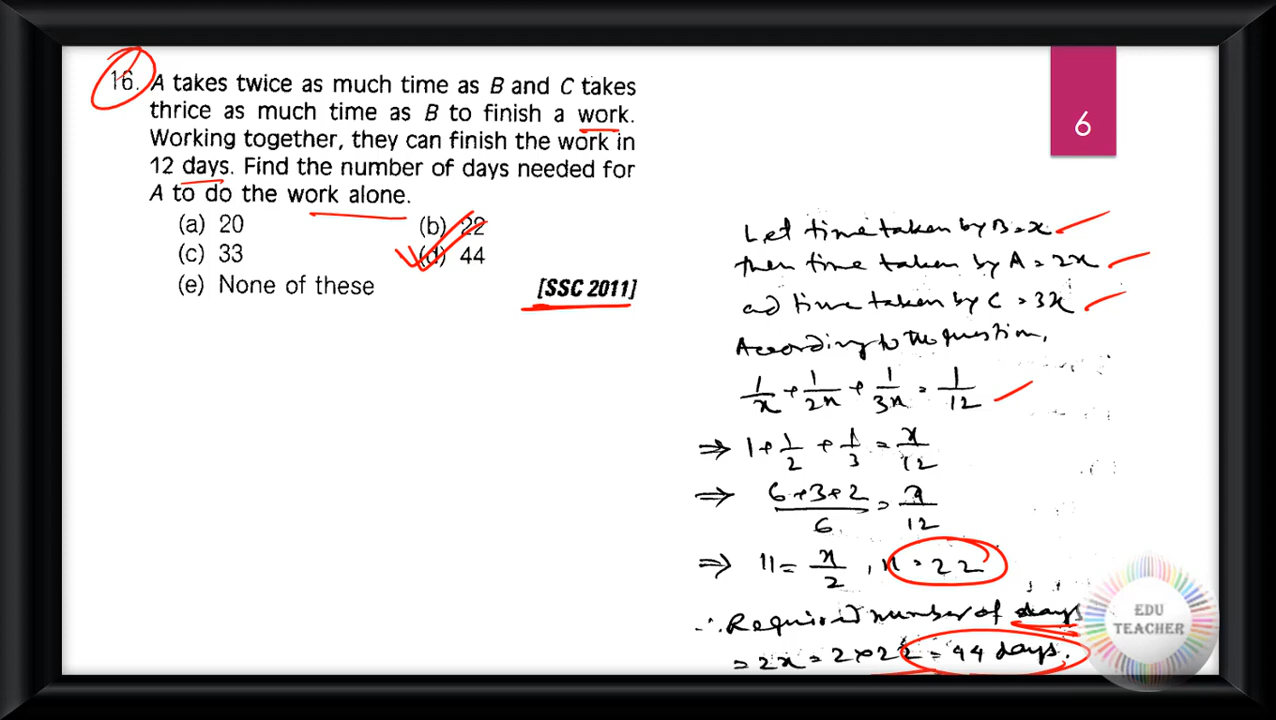 16. A takes twice as much time as B and C takes
thrice as much time as B to finish a work.
Working together, they can finish the work in
12 days. Find the number of days needed for
A to do the work alone.
(a) 20 (b) 22
(c) 33 (d) 44
(e) None of these
[SSC 2011]
6
Let time taken by B = x
then time taken by A = 2x
ad time taken by C = 3x
According to the question,
1/x + 1/2x + 1/3x = 1/12
⇒ 1 + 1/2 + 1/3 = x/12
⇒ (6+3+2)/6 = x/12
⇒ 11 = x/2, x = 22
∴ Required number of days
= 2x = 2×22 = 44 days.
EDU
TEACHER